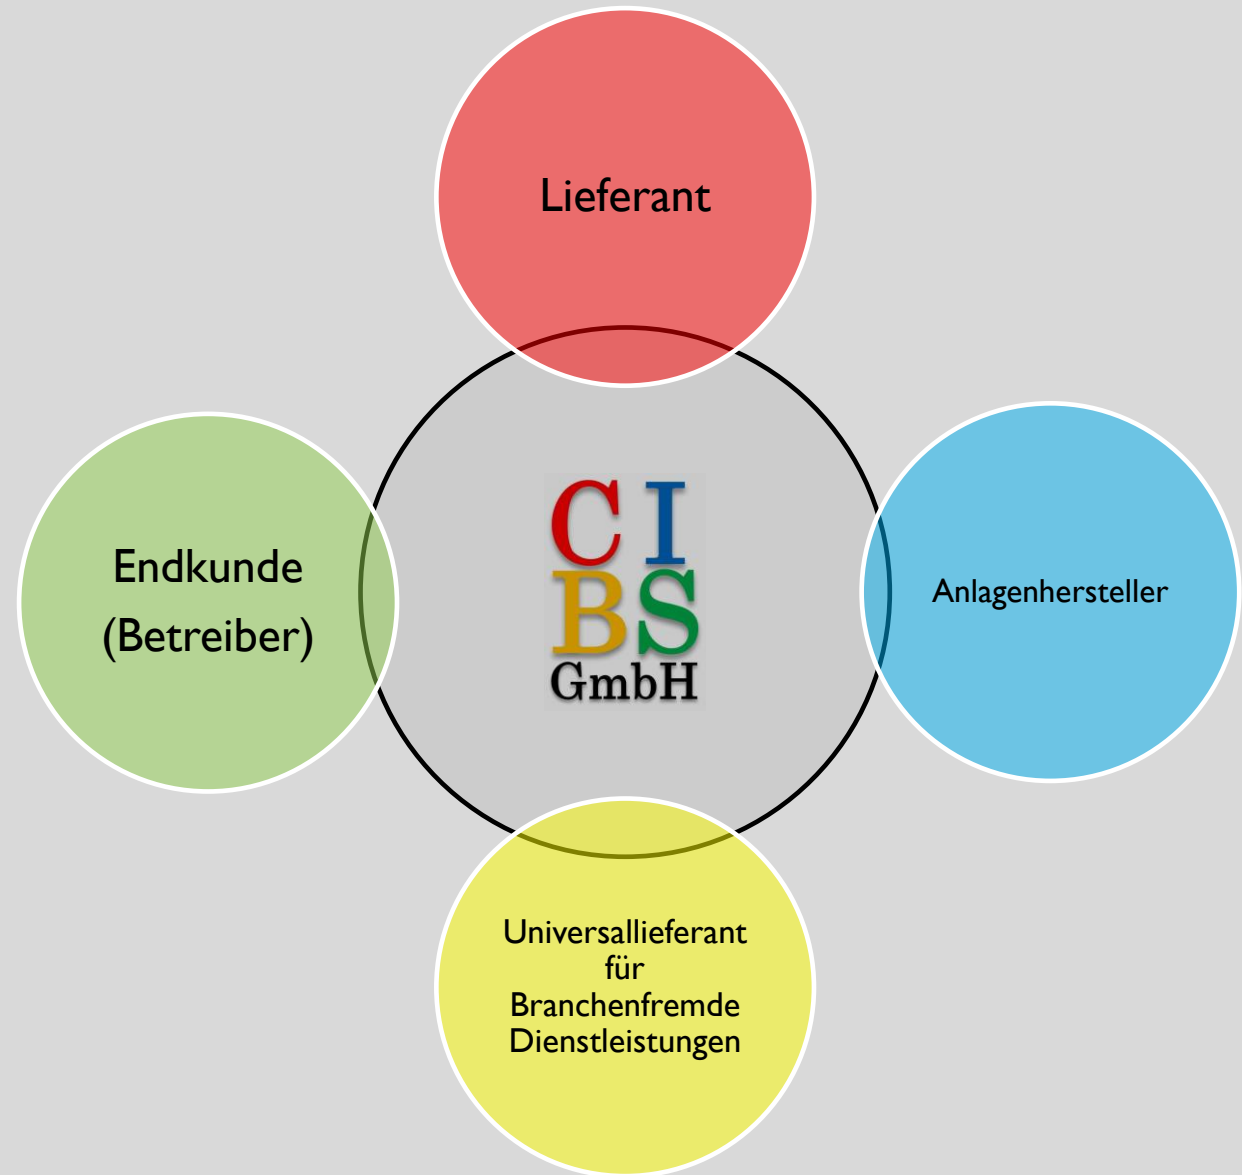 Lieferant
Endkunde
(Betreiber)
C I
B S
GmbH
Anlagenhersteller
Universallieferant
für
Branchenfremde
Dienstleistungen